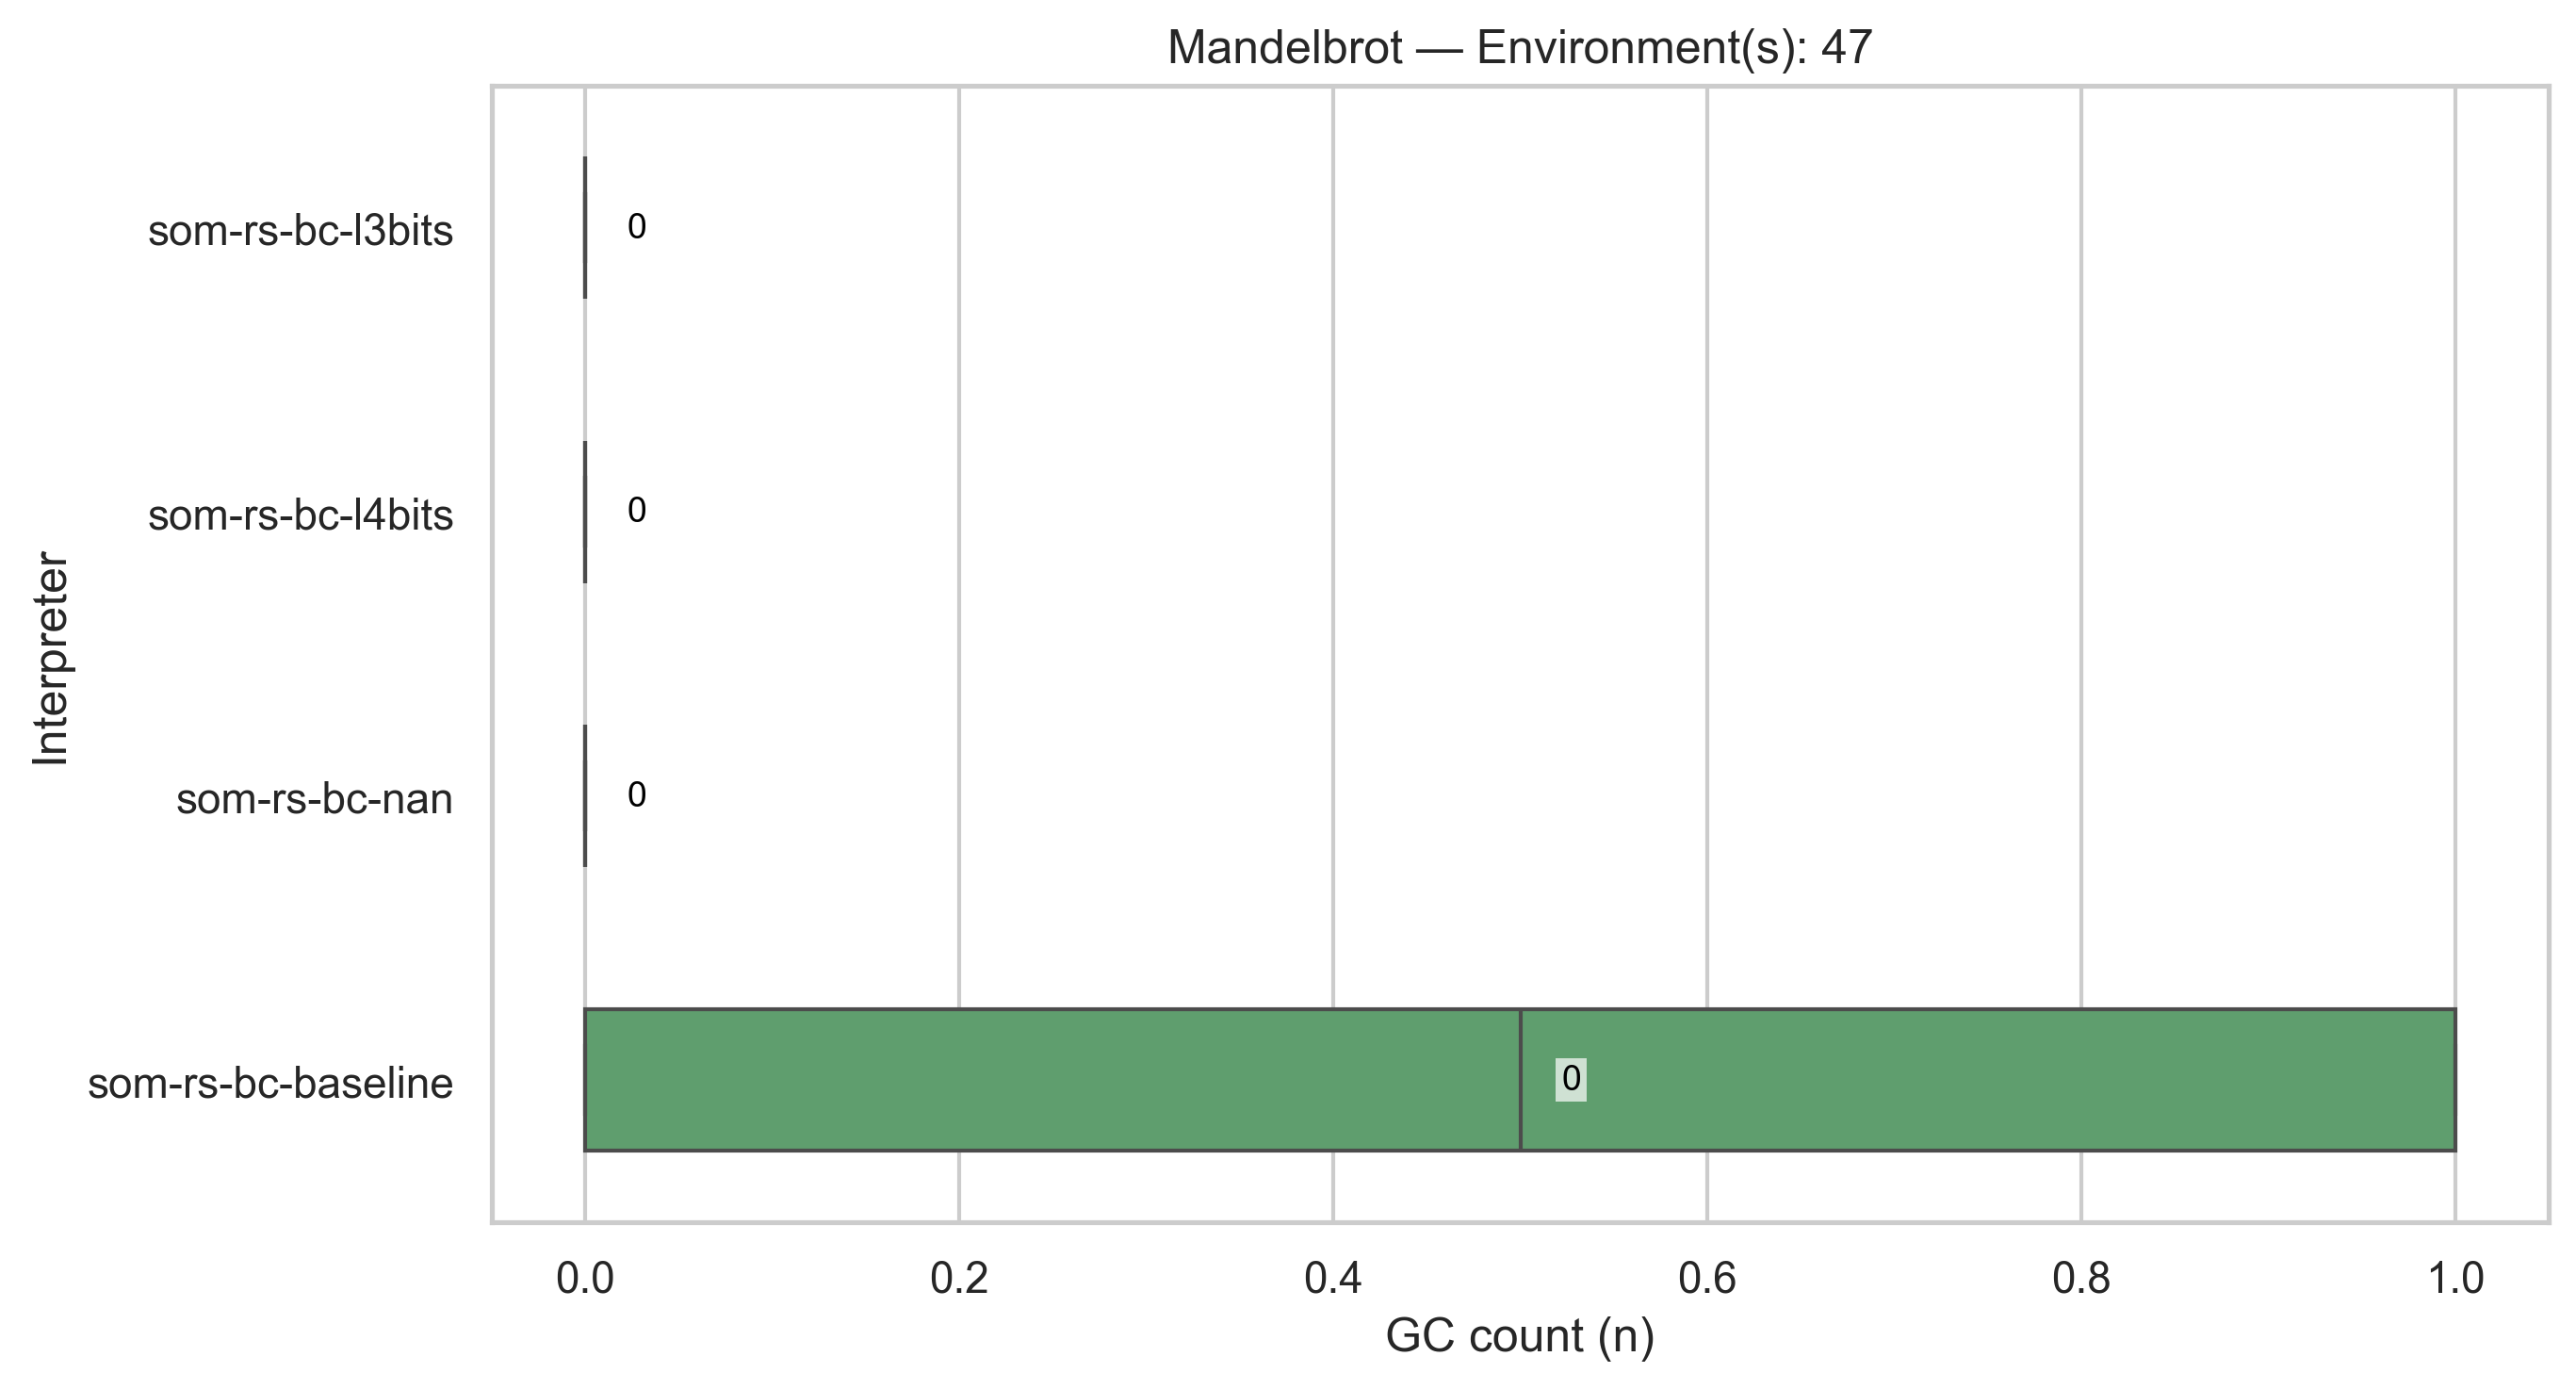 Mandelbrot — Environment(s): 47
som-rs-bc-l3bits
0
som-rs-bc-l4bits
0
Interpreter
som-rs-bc-nan
0
som-rs-bc-baseline
0
0.0 0.2 0.4 0.6 0.8 1.0
GC count (n)